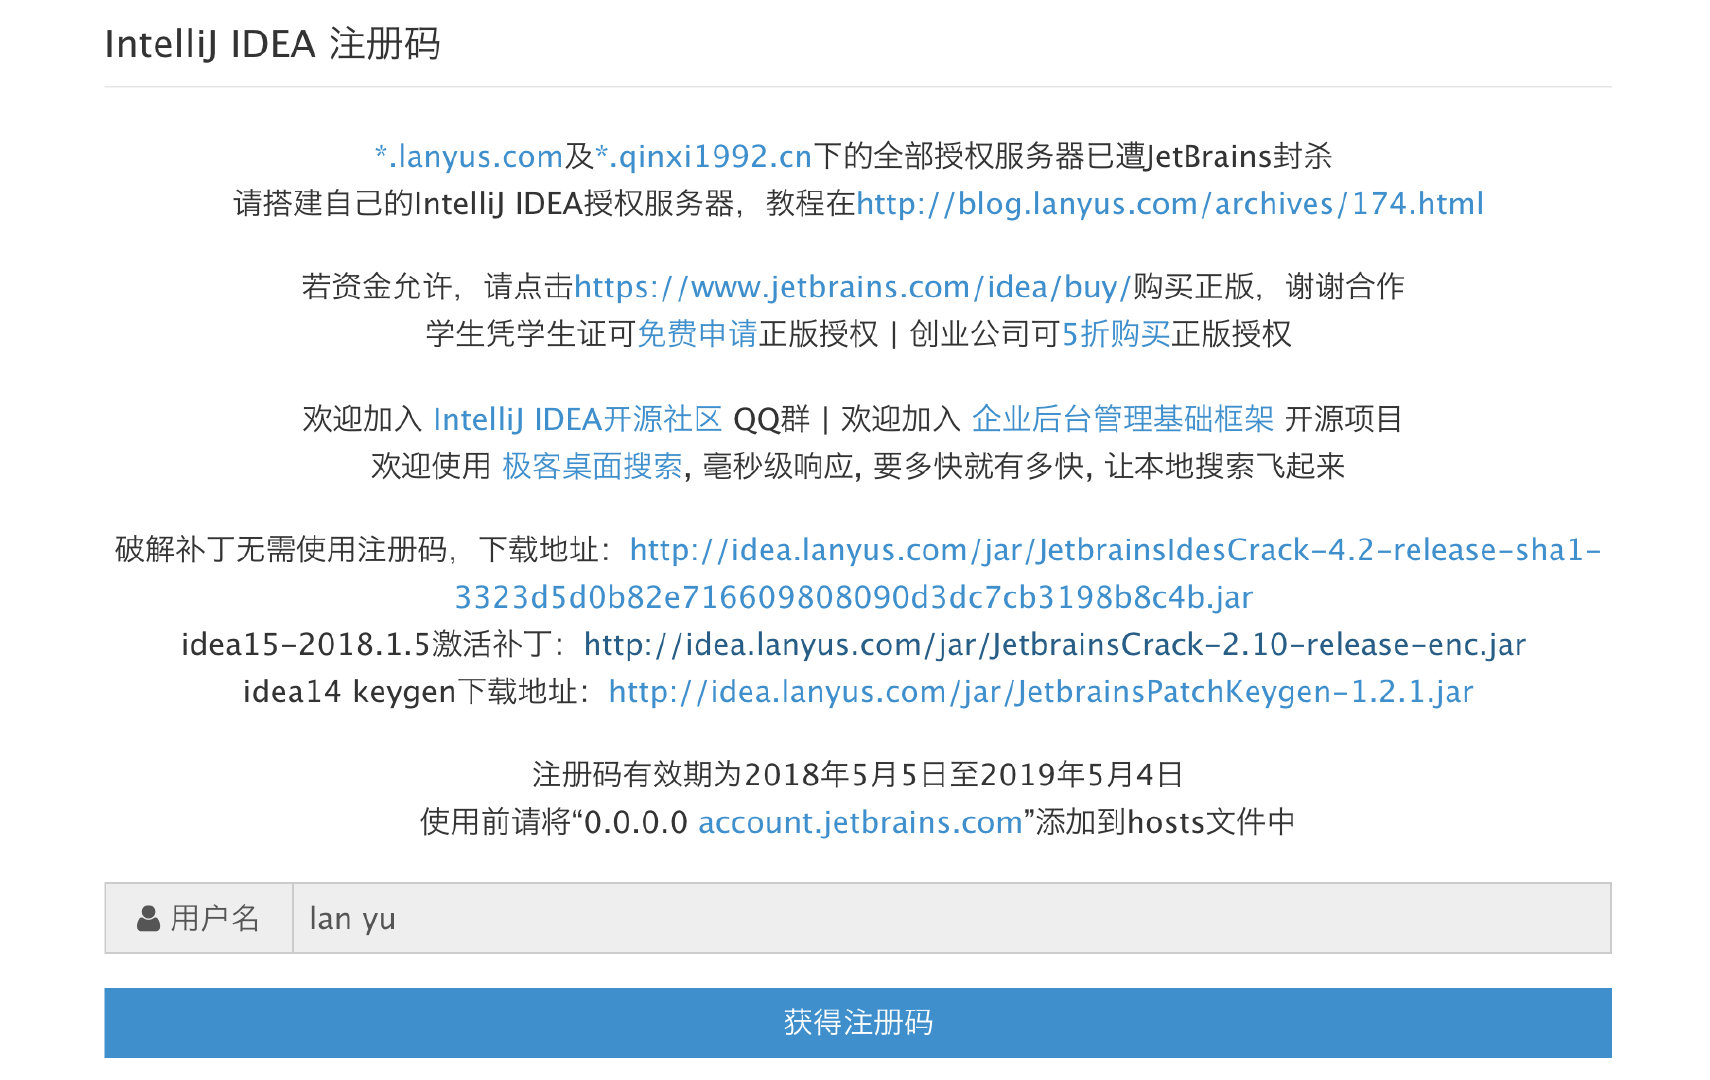 IntelliJ IDEA 注册码
*.lanyus.com及*.qinxi1992.cn下的全部授权服务器已遭JetBrains封杀
请搭建自己的IntelliJ IDEA授权服务器，教程在http://blog.lanyus.com/archives/174.html
若资金允许，请点击https://www.jetbrains.com/idea/buy/购买正版，谢谢合作
学生凭学生证可免费申请正版授权 | 创业公司可5折购买正版授权
欢迎加入 IntelliJ IDEA开源社区 QQ群 | 欢迎加入 企业后台管理基础框架 开源项目
欢迎使用 极客桌面搜索, 毫秒级响应, 要多快就有多快, 让本地搜索飞起来
破解补丁无需使用注册码，下载地址：http://idea.lanyus.com/jar/JetbrainsIdesCrack-4.2-release-sha1-
3323d5d0b82e716609808090d3dc7cb3198b8c4b.jar
idea15-2018.1.5激活补丁：http://idea.lanyus.com/jar/JetbrainsCrack-2.10-release-enc.jar
idea14 keygen下载地址：http://idea.lanyus.com/jar/JetbrainsPatchKeygen-1.2.1.jar
注册码有效期为2018年5月5日至2019年5月4日
使用前请将“0.0.0.0 account.jetbrains.com”添加到hosts文件中
用户名 lan yu
获得注册码